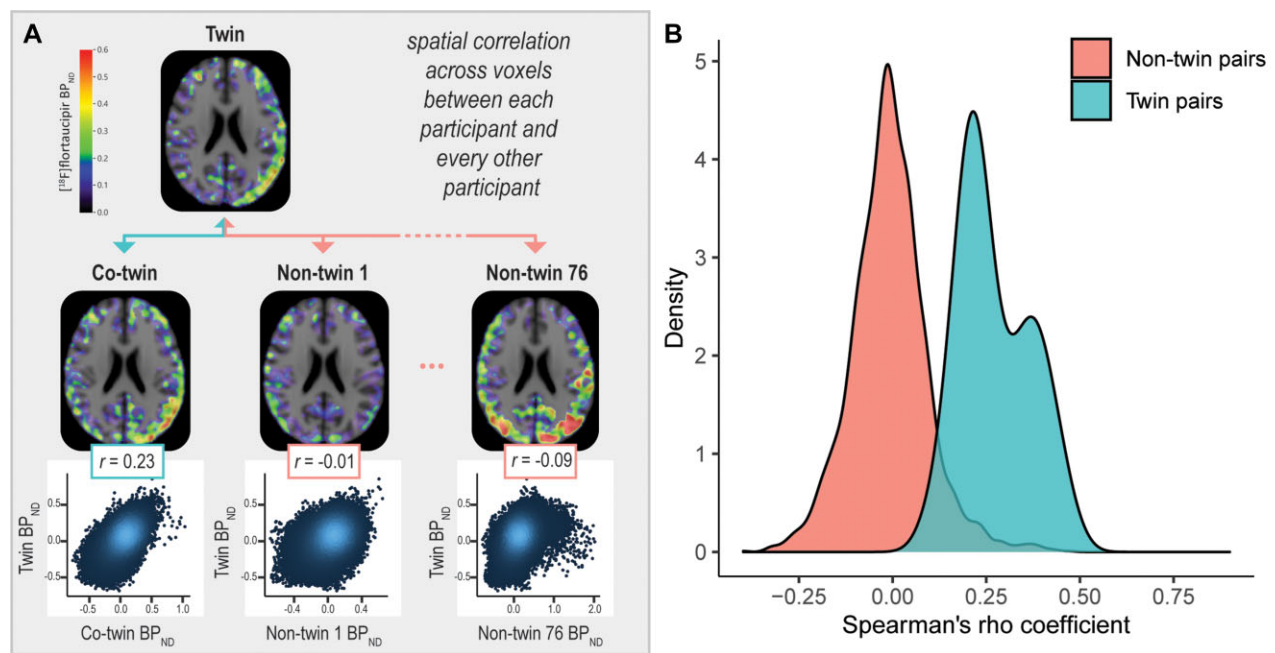 A
Twin
[18F]flortaucipir BPND
0.6
0.5
0.4
0.3
0.2
0.1
0.0
spatial correlation
across voxels
between each
participant and
every other
participant
Co-twin
Non-twin 1
Non-twin 76
...
r = 0.23
r = -0.01
r = -0.09
Twin BPND
0.5
0.0
-0.5
-0.5 0.0 0.5 1.0
Co-twin BPND
Twin BPND
0.5
0.0
-0.5
-0.4 0.0 0.4
Non-twin 1 BPND
Twin BPND
0.5
0.0
-0.5
0.0 1.0 2.0
Non-twin 76 BPND
B
Non-twin pairs
Twin pairs
Density
5
4
3
2
1
0
−0.25 0.00 0.25 0.50 0.75
Spearman's rho coefficient